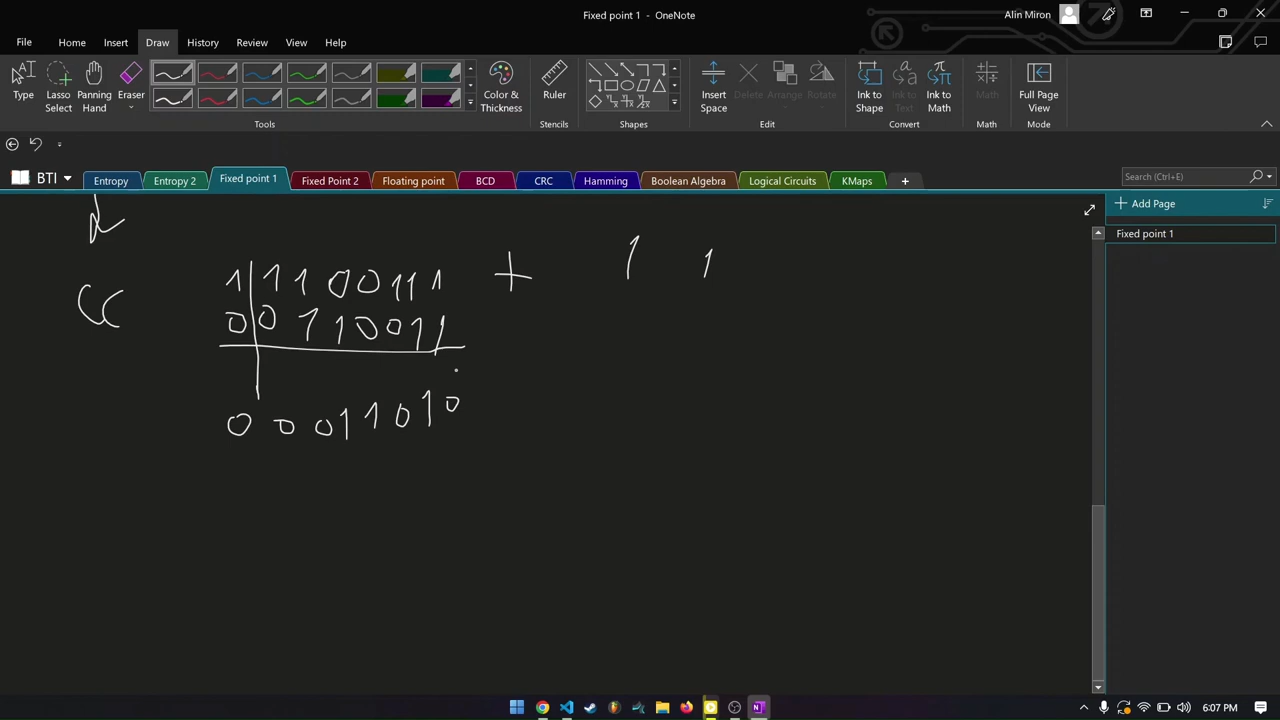 Fixed point 1 - OneNote
Alin Miron
File Home Insert Draw History Review View Help
Type
Lasso Select
Panning Hand
Eraser
Color & Thickness
Ruler
Insert Space
Delete
Arrange
Rotate
Ink to Shape
Ink to Text
Ink to Math
Math
Full Page View
Tools
Stencils
Shapes
Edit
Convert
Math
Mode
BTI
Entropy Entropy 2 Fixed point 1 Fixed Point 2 Floating point BCD CRC Hamming Boolean Algebra Logical Circuits KMaps +
Search (Ctrl+E)
Add Page
Fixed point 1
1 1 1 0 0 1 1 1 + 1 1
CC
0 0 1 1 0 0 1 1
0 0 0 1 1 0 1 0
6:07 PM